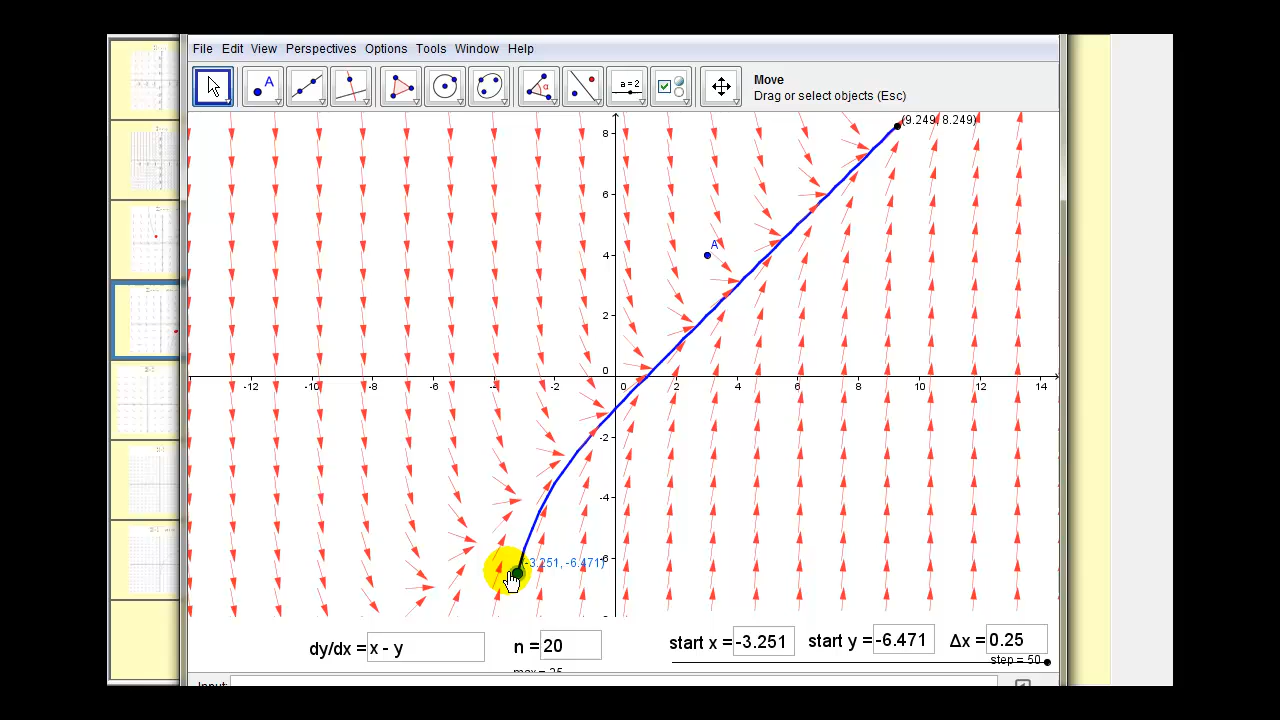 File Edit View Perspectives Options Tools Window Help
A
a=2
Move
Drag or select objects (Esc)
(9.249, 8.249)
8
6
A
4
2
0
-12 -10 -8 -6 -4 -2 0 2 4 6 8 10 12 14
-2
-4
-6
(-3.251, -6.471)
dy/dx = x - y
n = 20
start x = -3.251 start y = -6.471 Δx = 0.25
step = 50
Input: